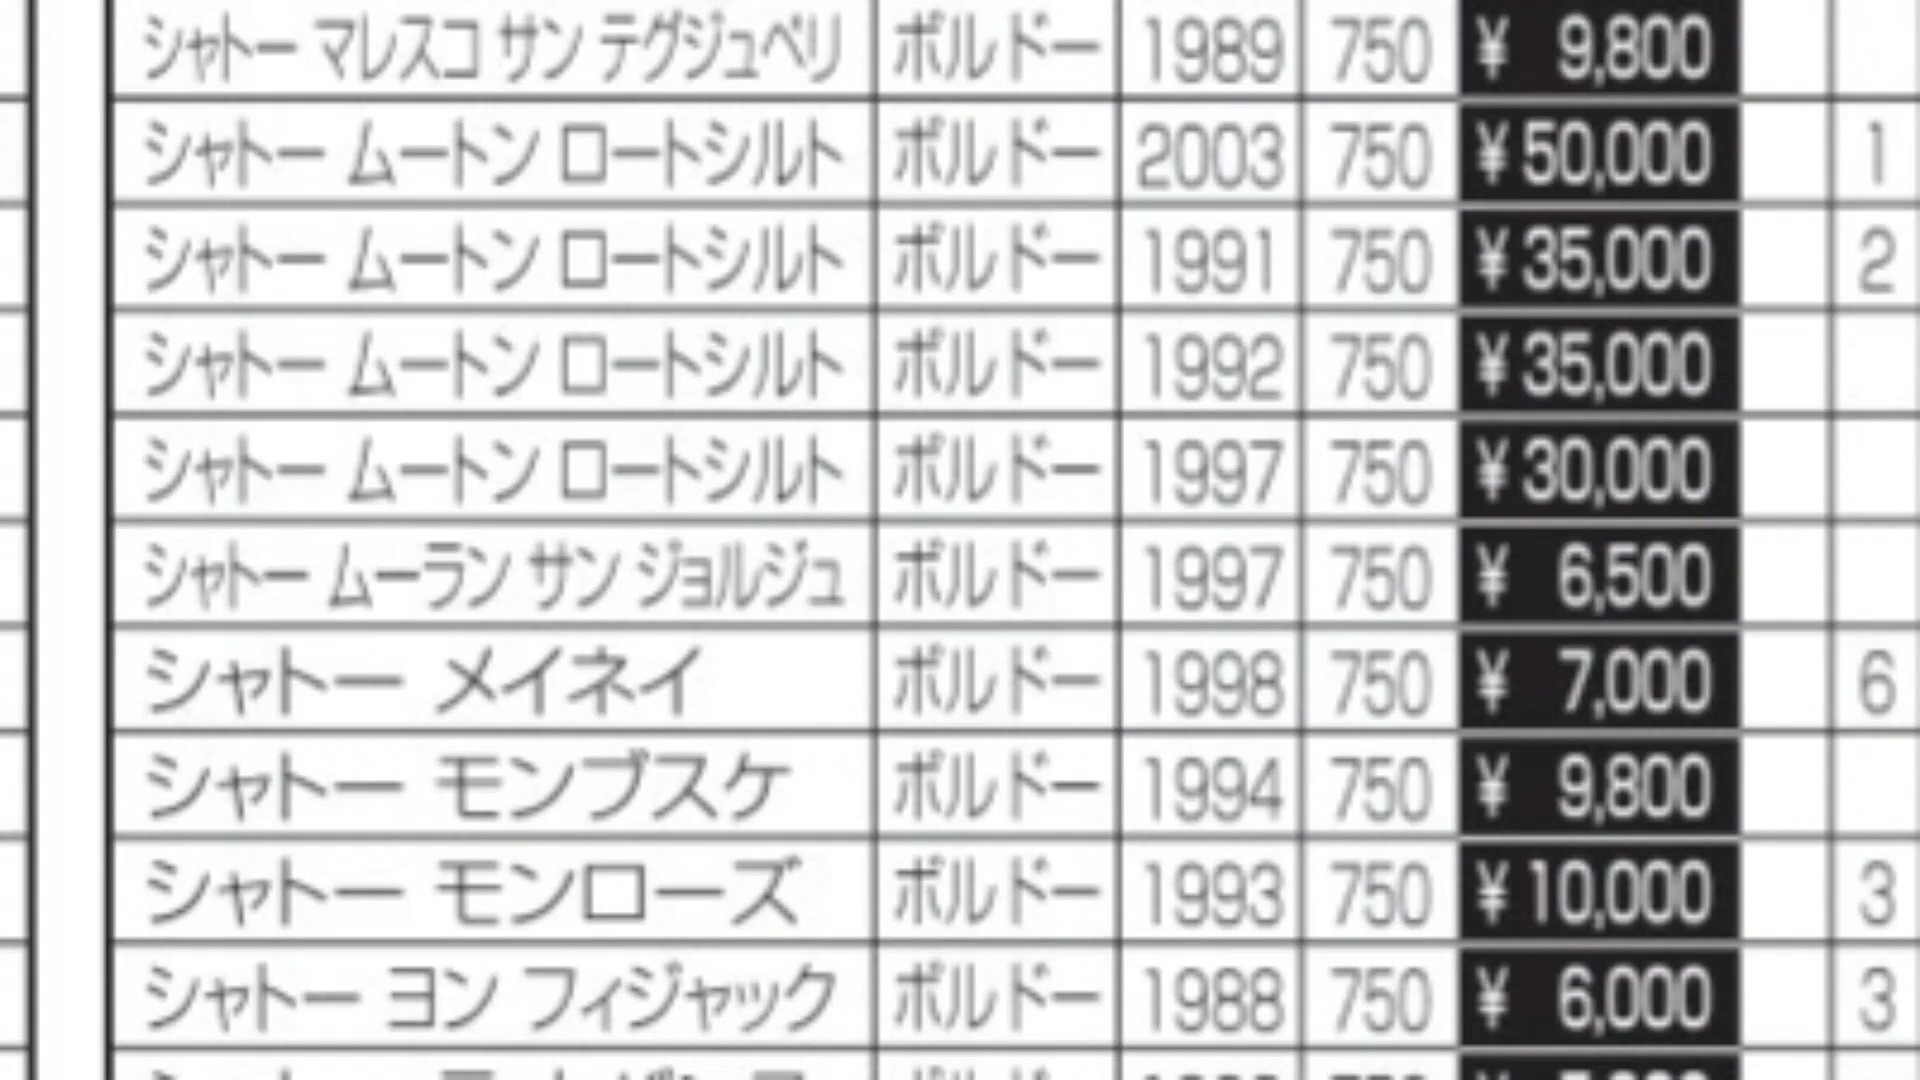 シャトー マレスコ サン テグジュペリ ボルドー 1989 750 ¥ 9,800
シャトー ムートン ロートシルト ボルドー 2003 750 ¥50,000 1
シャトー ムートン ロートシルト ボルドー 1991 750 ¥35,000 2
シャトー ムートン ロートシルト ボルドー 1992 750 ¥35,000
シャトー ムートン ロートシルト ボルドー 1997 750 ¥30,000
シャトー ムーラン サン ジョルジュ ボルドー 1997 750 ¥ 6,500
シャトー メイネイ ボルドー 1998 750 ¥ 7,000 6
シャトー モンブスケ ボルドー 1994 750 ¥ 9,800
シャトー モンローズ ボルドー 1993 750 ¥10,000 3
シャトー ヨン フィジャック ボルドー 1988 750 ¥ 6,000 3